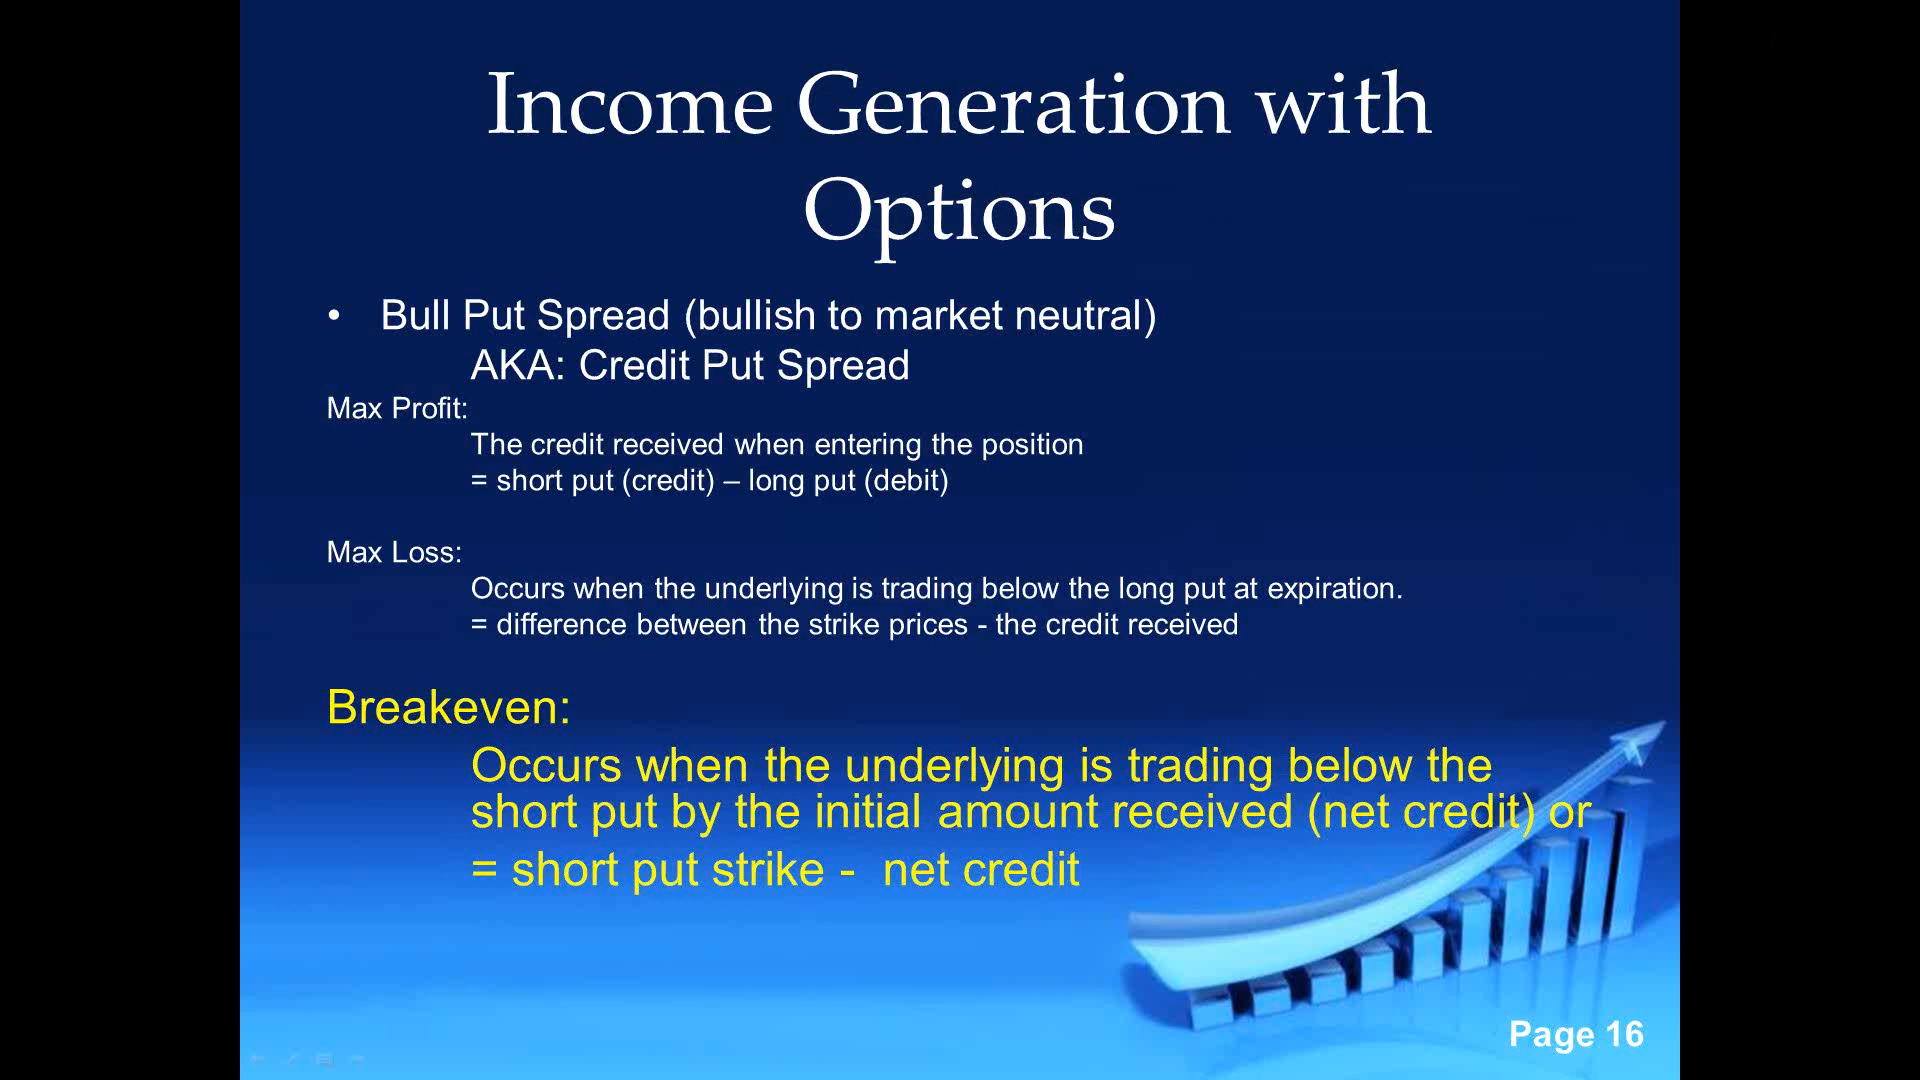 Income Generation with
Options
• Bull Put Spread (bullish to market neutral)
AKA: Credit Put Spread
Max Profit:
The credit received when entering the position
= short put (credit) – long put (debit)
Max Loss:
Occurs when the underlying is trading below the long put at expiration.
= difference between the strike prices - the credit received
Breakeven:
Occurs when the underlying is trading below the
short put by the initial amount received (net credit) or
= short put strike -  net credit
Page 16